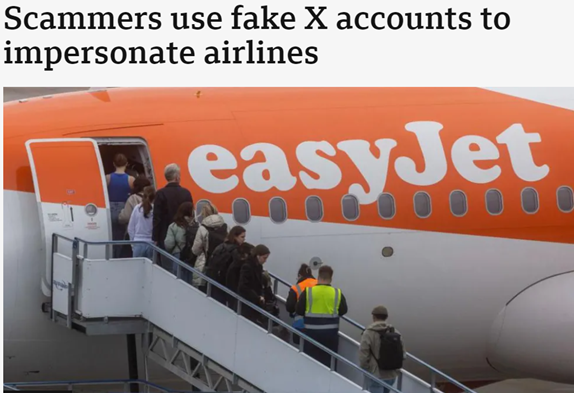 Scammers use fake X accounts to
impersonate airlines
easyJet